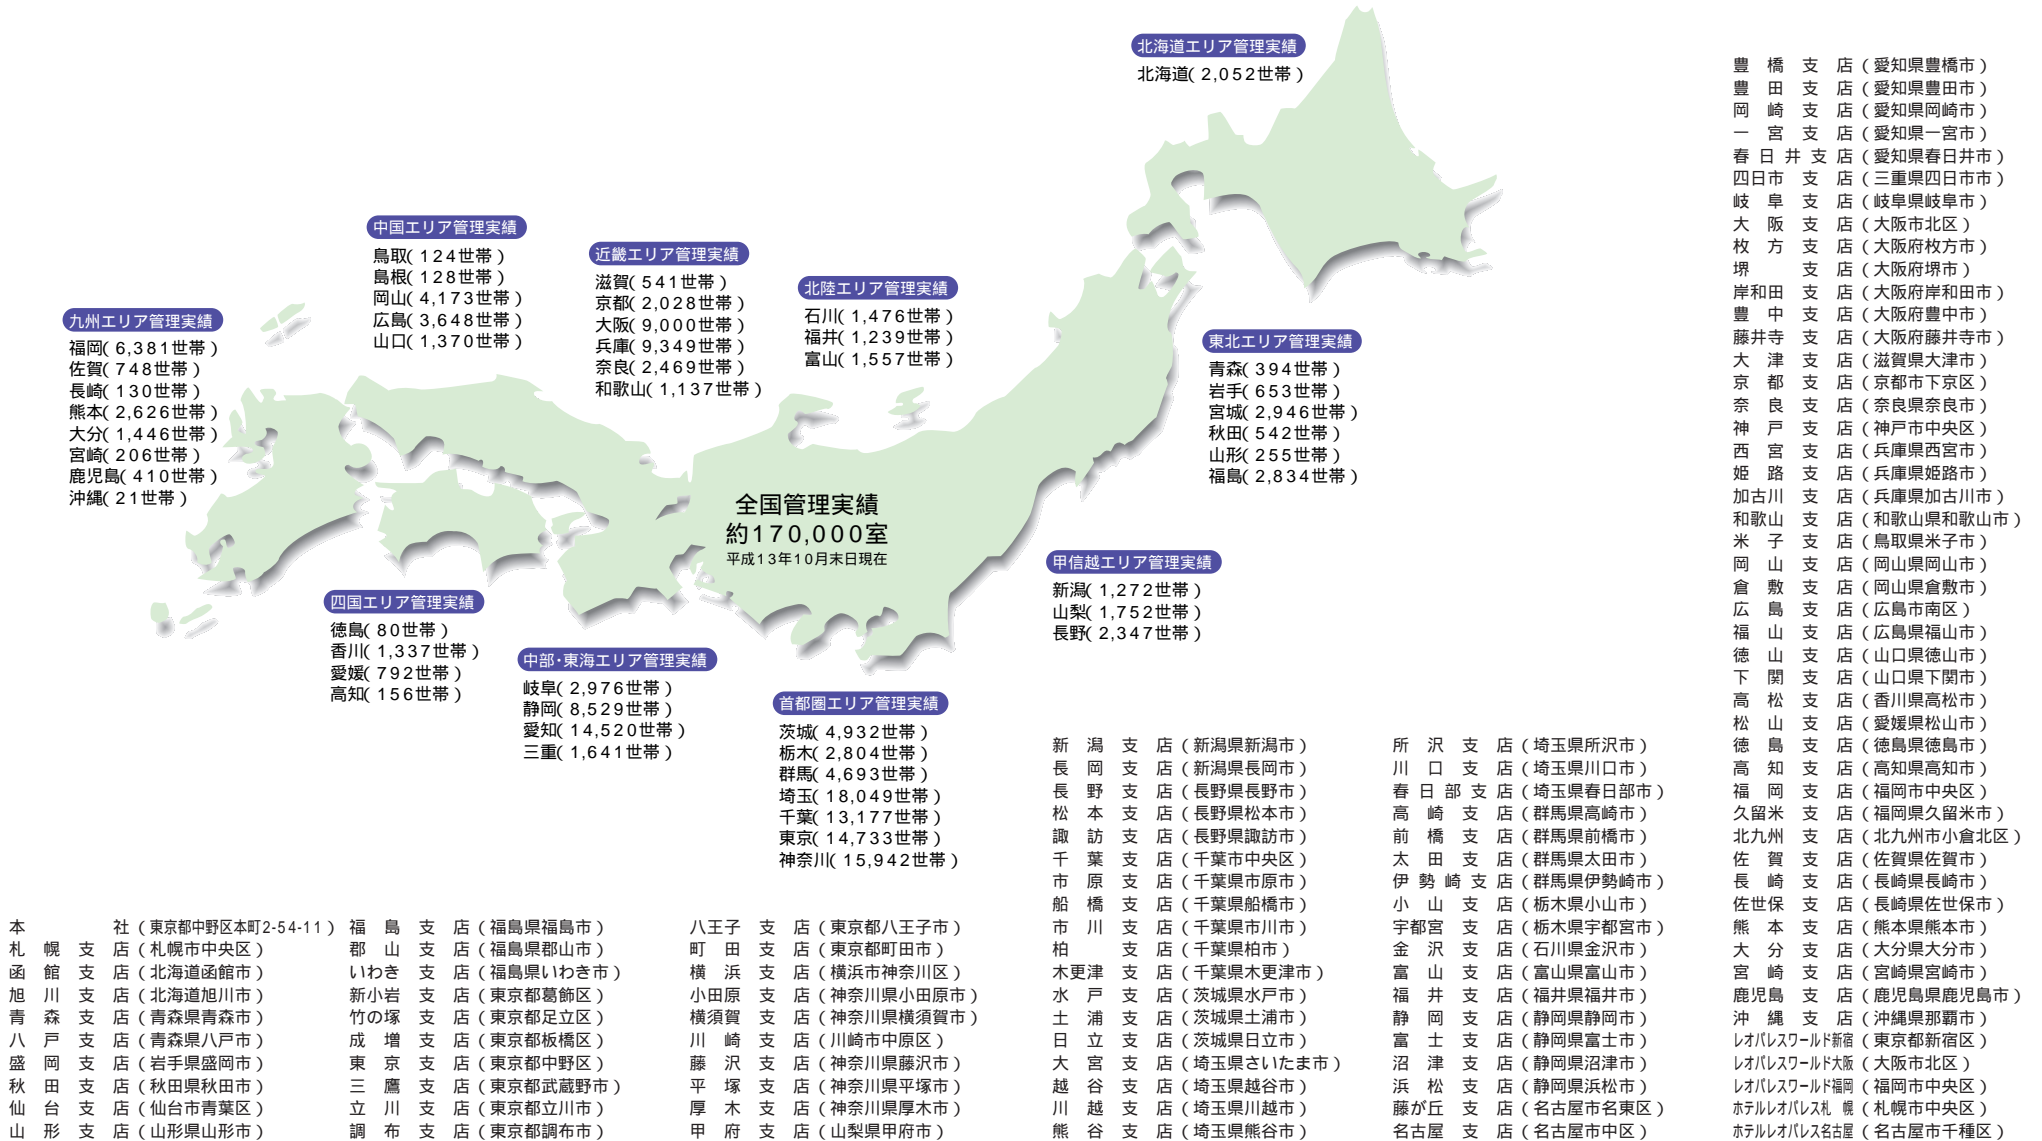 北海道エリア管理実績
北海道(2,052世帯)
中国エリア管理実績
鳥取(124世帯)
島根(128世帯)
岡山(4,173世帯)
広島(3,648世帯)
山口(1,370世帯)
近畿エリア管理実績
滋賀(541世帯)
京都(2,028世帯)
大阪(9,000世帯)
兵庫(9,349世帯)
奈良(2,469世帯)
和歌山(1,137世帯)
北陸エリア管理実績
石川(1,476世帯)
福井(1,239世帯)
富山(1,557世帯)
九州エリア管理実績
福岡(6,381世帯)
佐賀(748世帯)
長崎(130世帯)
熊本(2,626世帯)
大分(1,446世帯)
宮崎(206世帯)
鹿児島(410世帯)
沖縄(21世帯)
東北エリア管理実績
青森(394世帯)
岩手(653世帯)
宮城(2,946世帯)
秋田(542世帯)
山形(255世帯)
福島(2,834世帯)
全国管理実績
約170,000室
平成13年10月末日現在
甲信越エリア管理実績
新潟(1,272世帯)
山梨(1,752世帯)
長野(2,347世帯)
四国エリア管理実績
徳島(80世帯)
香川(1,337世帯)
愛媛(792世帯)
高知(156世帯)
中部・東海エリア管理実績
岐阜(2,976世帯)
静岡(8,529世帯)
愛知(14,520世帯)
三重(1,641世帯)
首都圏エリア管理実績
茨城(4,932世帯)
栃木(2,804世帯)
群馬(4,693世帯)
埼玉(18,049世帯)
千葉(13,177世帯)
東京(14,733世帯)
神奈川(15,942世帯)
本社(東京都中野区本町2-54-11)
札幌支店(札幌市中央区)
函館支店(北海道函館市)
旭川支店(北海道旭川市)
青森支店(青森県青森市)
八戸支店(青森県八戸市)
盛岡支店(岩手県盛岡市)
秋田支店(秋田県秋田市)
仙台支店(仙台市青葉区)
山形支店(山形県山形市)
福島支店(福島県福島市)
郡山支店(福島県郡山市)
いわき支店(福島県いわき市)
新小岩支店(東京都葛飾区)
竹の塚支店(東京都足立区)
成増支店(東京都板橋区)
東京支店(東京都中野区)
三鷹支店(東京都武蔵野市)
立川支店(東京都立川市)
調布支店(東京都調布市)
八王子支店(東京都八王子市)
町田支店(東京都町田市)
横浜支店(横浜市神奈川区)
小田原支店(神奈川県小田原市)
横須賀支店(神奈川県横須賀市)
川崎支店(川崎市中原区)
藤沢支店(神奈川県藤沢市)
平塚支店(神奈川県平塚市)
厚木支店(神奈川県厚木市)
甲府支店(山梨県甲府市)
新潟支店(新潟県新潟市)
長岡支店(新潟県長岡市)
長野支店(長野県長野市)
松本支店(長野県松本市)
諏訪支店(長野県諏訪市)
千葉支店(千葉市中央区)
市原支店(千葉県市原市)
船橋支店(千葉県船橋市)
市川支店(千葉県市川市)
柏支店(千葉県柏市)
木更津支店(千葉県木更津市)
水戸支店(茨城県水戸市)
土浦支店(茨城県土浦市)
日立支店(茨城県日立市)
大宮支店(埼玉県さいたま市)
越谷支店(埼玉県越谷市)
川越支店(埼玉県川越市)
熊谷支店(埼玉県熊谷市)
所沢支店(埼玉県所沢市)
川口支店(埼玉県川口市)
春日部支店(埼玉県春日部市)
高崎支店(群馬県高崎市)
前橋支店(群馬県前橋市)
太田支店(群馬県太田市)
伊勢崎支店(群馬県伊勢崎市)
小山支店(栃木県小山市)
宇都宮支店(栃木県宇都宮市)
金沢支店(石川県金沢市)
富山支店(富山県富山市)
福井支店(福井県福井市)
静岡支店(静岡県静岡市)
富士支店(静岡県富士市)
沼津支店(静岡県沼津市)
浜松支店(静岡県浜松市)
藤が丘支店(名古屋市名東区)
名古屋支店(名古屋市中区)
豊橋支店(愛知県豊橋市)
豊田支店(愛知県豊田市)
岡崎支店(愛知県岡崎市)
一宮支店(愛知県一宮市)
春日井支店(愛知県春日井市)
四日市支店(三重県四日市市)
岐阜支店(岐阜県岐阜市)
大阪支店(大阪市北区)
枚方支店(大阪府枚方市)
堺支店(大阪府堺市)
岸和田支店(大阪府岸和田市)
豊中支店(大阪府豊中市)
藤井寺支店(大阪府藤井寺市)
大津支店(滋賀県大津市)
京都支店(京都市下京区)
奈良支店(奈良県奈良市)
神戸支店(神戸市中央区)
西宮支店(兵庫県西宮市)
姫路支店(兵庫県姫路市)
加古川支店(兵庫県加古川市)
和歌山支店(和歌山県和歌山市)
米子支店(鳥取県米子市)
岡山支店(岡山県岡山市)
倉敷支店(岡山県倉敷市)
広島支店(広島市南区)
福山支店(広島県福山市)
徳山支店(山口県徳山市)
下関支店(山口県下関市)
高松支店(香川県高松市)
松山支店(愛媛県松山市)
徳島支店(徳島県徳島市)
高知支店(高知県高知市)
福岡支店(福岡市中央区)
久留米支店(福岡県久留米市)
北九州支店(北九州市小倉北区)
佐賀支店(佐賀県佐賀市)
長崎支店(長崎県長崎市)
佐世保支店(長崎県佐世保市)
熊本支店(熊本県熊本市)
大分支店(大分県大分市)
宮崎支店(宮崎県宮崎市)
鹿児島支店(鹿児島県鹿児島市)
沖縄支店(沖縄県那覇市)
レオパレスワールド新宿(東京都新宿区)
レオパレスワールド大阪(大阪市北区)
レオパレスワールド福岡(福岡市中央区)
ホテルレオパレス札幌(札幌市中央区)
ホテルレオパレス名古屋(名古屋市千種区)